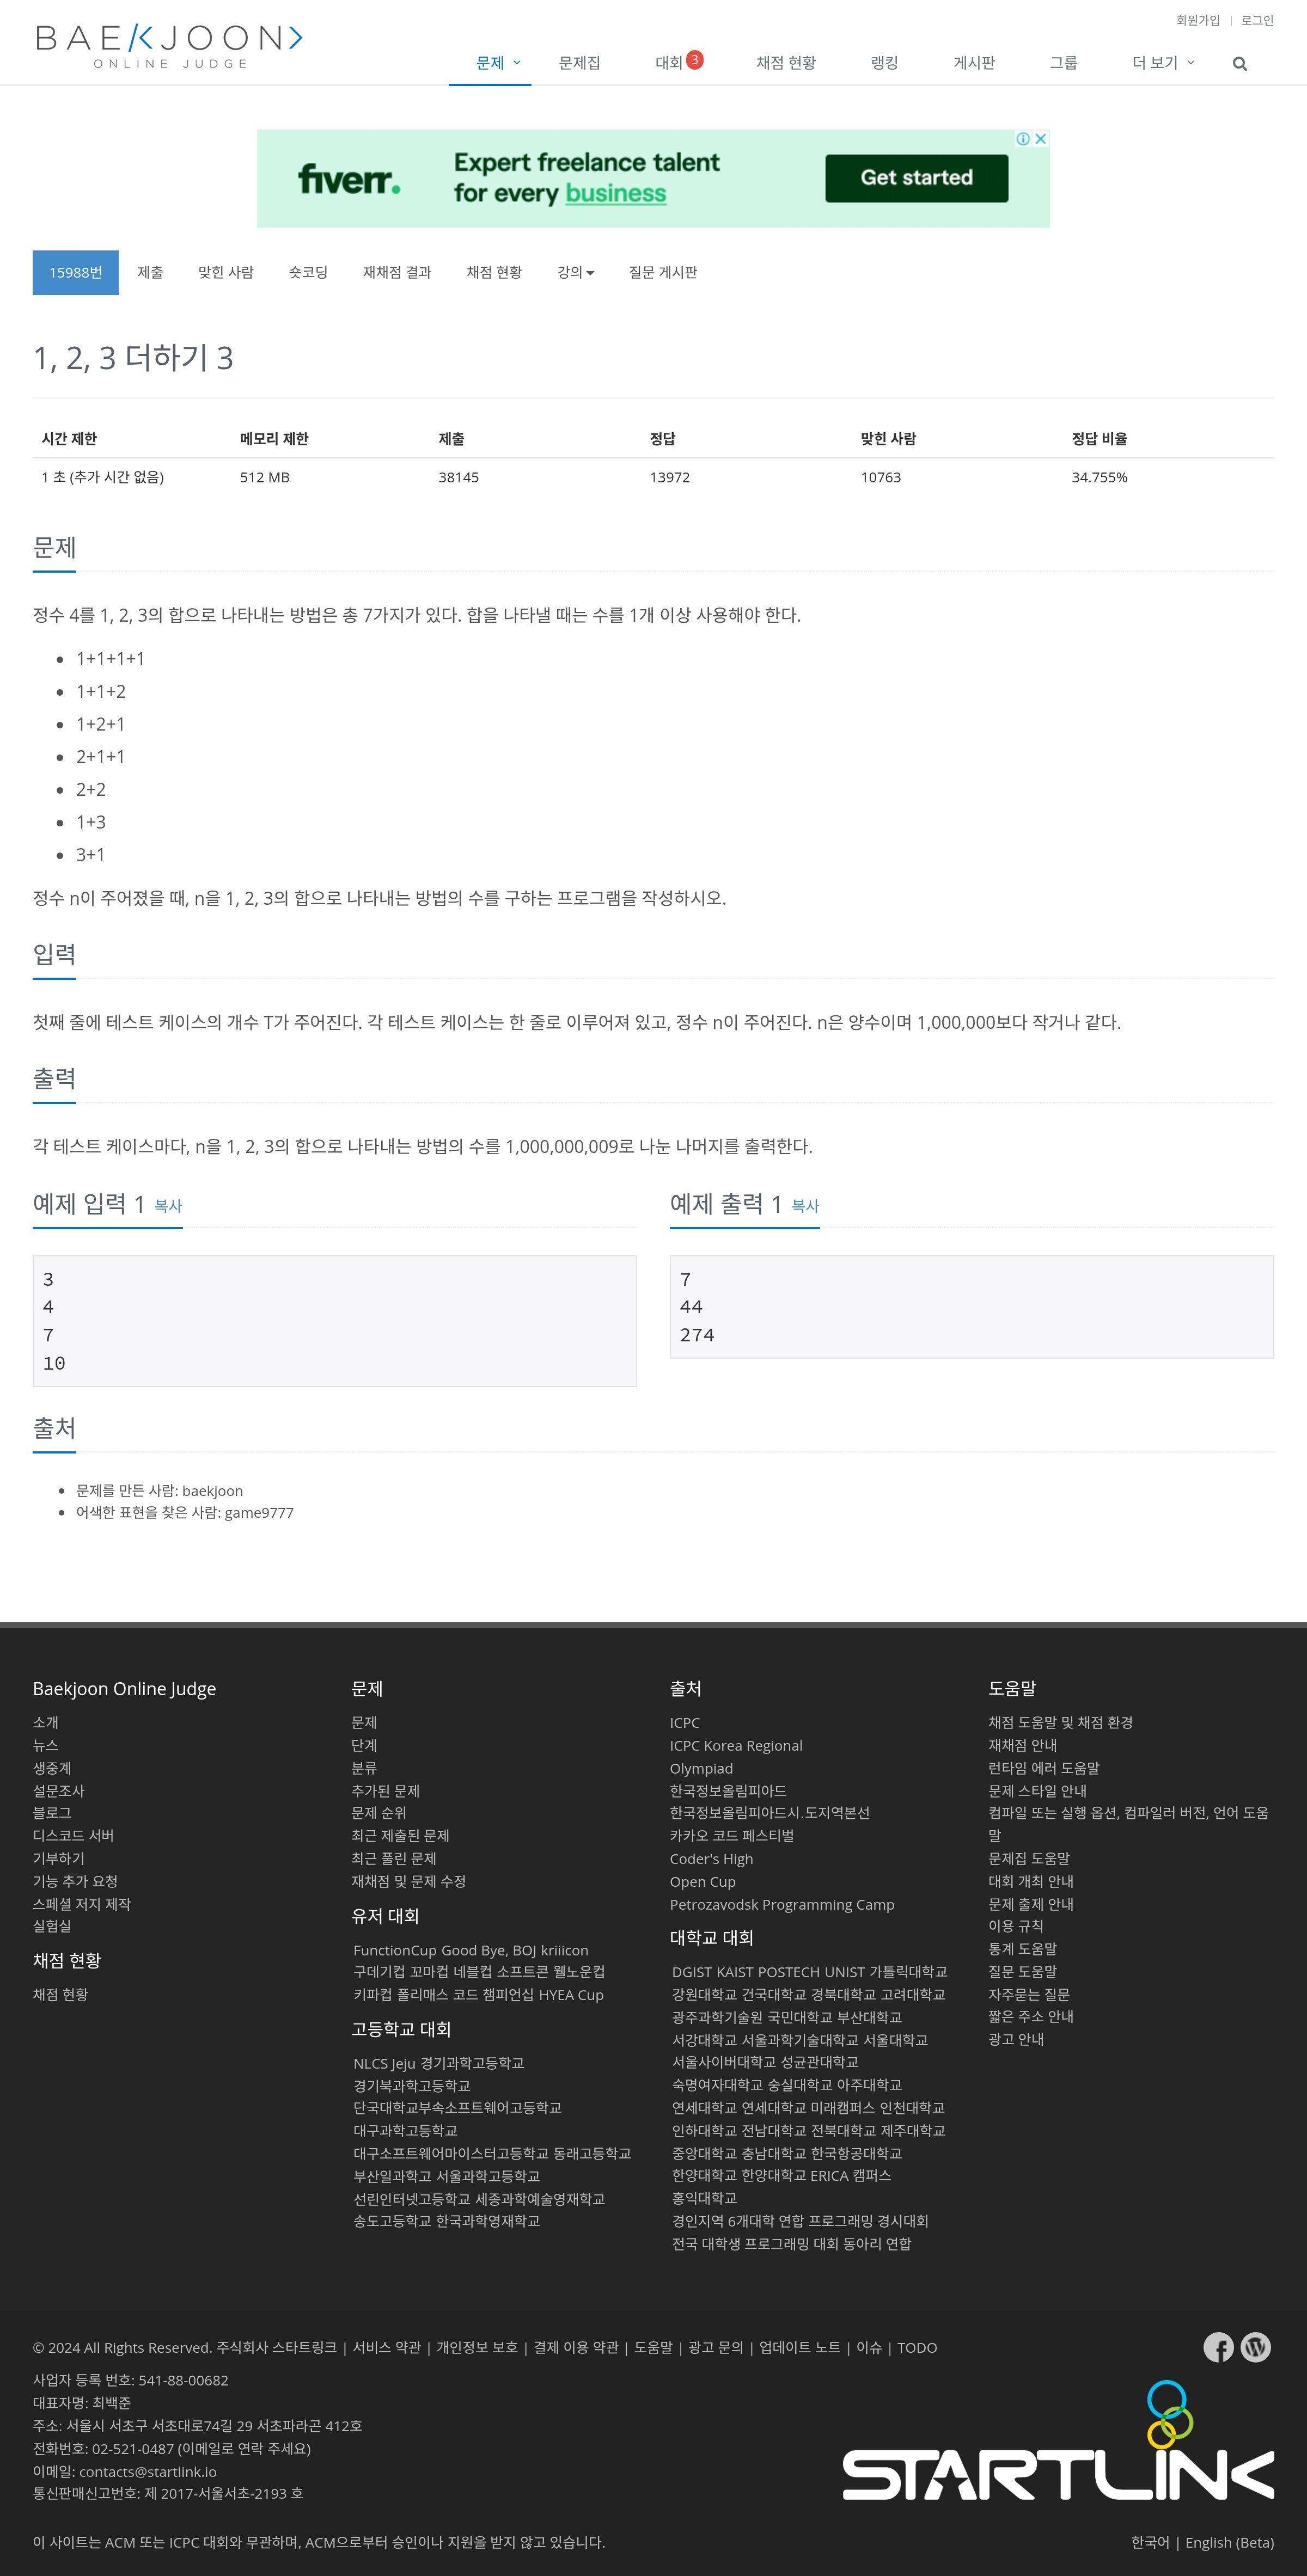 회원가입 | 로그인
BAEKJOON>
ONLINE JUDGE
문제 문제집 대회 3 채점 현황 랭킹 게시판 그룹 더 보기
fiverr. Expert freelance talent for every business Get started
15988번 제출 맞힌 사람 숏코딩 재채점 결과 채점 현황 강의 질문 게시판
1, 2, 3 더하기 3
시간 제한 메모리 제한 제출 정답 맞힌 사람 정답 비율
1 초 (추가 시간 없음) 512 MB 38145 13972 10763 34.755%
문제
정수 4를 1, 2, 3의 합으로 나타내는 방법은 총 7가지가 있다. 합을 나타낼 때는 수를 1개 이상 사용해야 한다.
1+1+1+1
1+1+2
1+2+1
2+1+1
2+2
1+3
3+1
정수 n이 주어졌을 때, n을 1, 2, 3의 합으로 나타내는 방법의 수를 구하는 프로그램을 작성하시오.
입력
첫째 줄에 테스트 케이스의 개수 T가 주어진다. 각 테스트 케이스는 한 줄로 이루어져 있고, 정수 n이 주어진다. n은 양수이며 1,000,000보다 작거나 같다.
출력
각 테스트 케이스마다, n을 1, 2, 3의 합으로 나타내는 방법의 수를 1,000,000,009로 나눈 나머지를 출력한다.
예제 입력 1 복사
3
4
7
10
예제 출력 1 복사
7
44
274
출처
문제를 만든 사람: baekjoon
어색한 표현을 찾은 사람: game9777
Baekjoon Online Judge
소개
뉴스
생중계
설문조사
블로그
디스코드 서버
기부하기
기능 추가 요청
스페셜 저지 제작
실험실
채점 현황
채점 현황
문제
문제
단계
분류
추가된 문제
문제 순위
최근 제출된 문제
최근 풀린 문제
재채점 및 문제 수정
유저 대회
FunctionCup Good Bye, BOJ kriiicon
구데기컵 꼬마컵 네블컵 소프트콘 웰노운컵
키파컵 폴리매스 코드 챔피언십 HYEA Cup
고등학교 대회
NLCS Jeju 경기과학고등학교
경기북과학고등학교
단국대학교부속소프트웨어고등학교
대구과학고등학교
대구소프트웨어마이스터고등학교 동래고등학교
부산일과학고 서울과학고등학교
선린인터넷고등학교 세종과학예술영재학교
송도고등학교 한국과학영재학교
출처
ICPC
ICPC Korea Regional
Olympiad
한국정보올림피아드
한국정보올림피아드시.도지역본선
카카오 코드 페스티벌
Coder's High
Open Cup
Petrozavodsk Programming Camp
대학교 대회
DGIST KAIST POSTECH UNIST 가톨릭대학교
강원대학교 건국대학교 경북대학교 고려대학교
광주과학기술원 국민대학교 부산대학교
서강대학교 서울과학기술대학교 서울대학교
서울사이버대학교 성균관대학교
숙명여자대학교 숭실대학교 아주대학교
연세대학교 연세대학교 미래캠퍼스 인천대학교
인하대학교 전남대학교 전북대학교 제주대학교
중앙대학교 충남대학교 한국항공대학교
한양대학교 한양대학교 ERICA 캠퍼스
홍익대학교
경인지역 6개대학 연합 프로그래밍 경시대회
전국 대학생 프로그래밍 대회 동아리 연합
도움말
채점 도움말 및 채점 환경
재채점 안내
런타임 에러 도움말
문제 스타일 안내
컴파일 또는 실행 옵션, 컴파일러 버전, 언어 도움
말
문제집 도움말
대회 개최 안내
문제 출제 안내
이용 규칙
통계 도움말
질문 도움말
자주묻는 질문
짧은 주소 안내
광고 안내
© 2024 All Rights Reserved. 주식회사 스타트링크 | 서비스 약관 | 개인정보 보호 | 결제 이용 약관 | 도움말 | 광고 문의 | 업데이트 노트 | 이슈 | TODO
사업자 등록 번호: 541-88-00682
대표자명: 최백준
주소: 서울시 서초구 서초대로74길 29 서초파라곤 412호
전화번호: 02-521-0487 (이메일로 연락 주세요)
이메일: contacts@startlink.io
통신판매신고번호: 제 2017-서울서초-2193 호
STARTLINK
이 사이트는 ACM 또는 ICPC 대회와 무관하며, ACM으로부터 승인이나 지원을 받지 않고 있습니다.
한국어 | English (Beta)